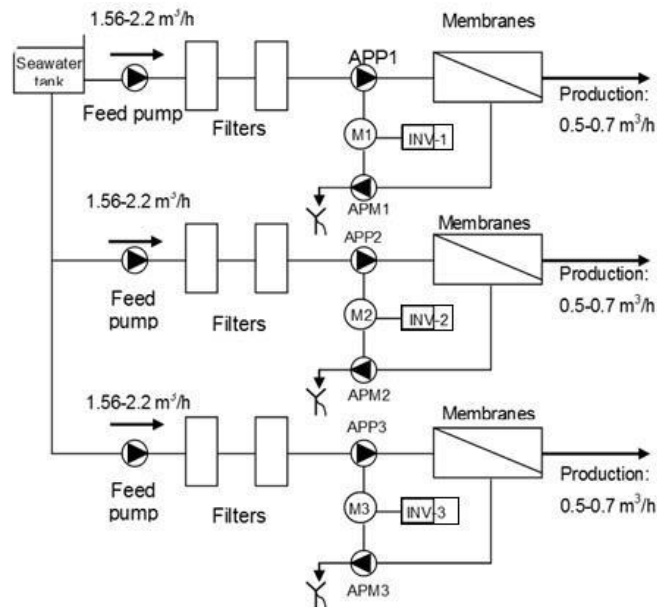 1.56-2.2 m³/h
Membranes
Seawater
tank
APP1
Feed pump
Filters
Production:
0.5-0.7 m³/h
M1
INV-1
APM1
1.56-2.2 m³/h
Membranes
APP2
Feed
pump
Filters
Production:
0.5-0.7 m³/h
M2
INV-2
APM2
1.56-2.2 m³/h
Membranes
APP3
Feed
pump
Filters
Production:
0.5-0.7 m³/h
M3
INV-3
APM3